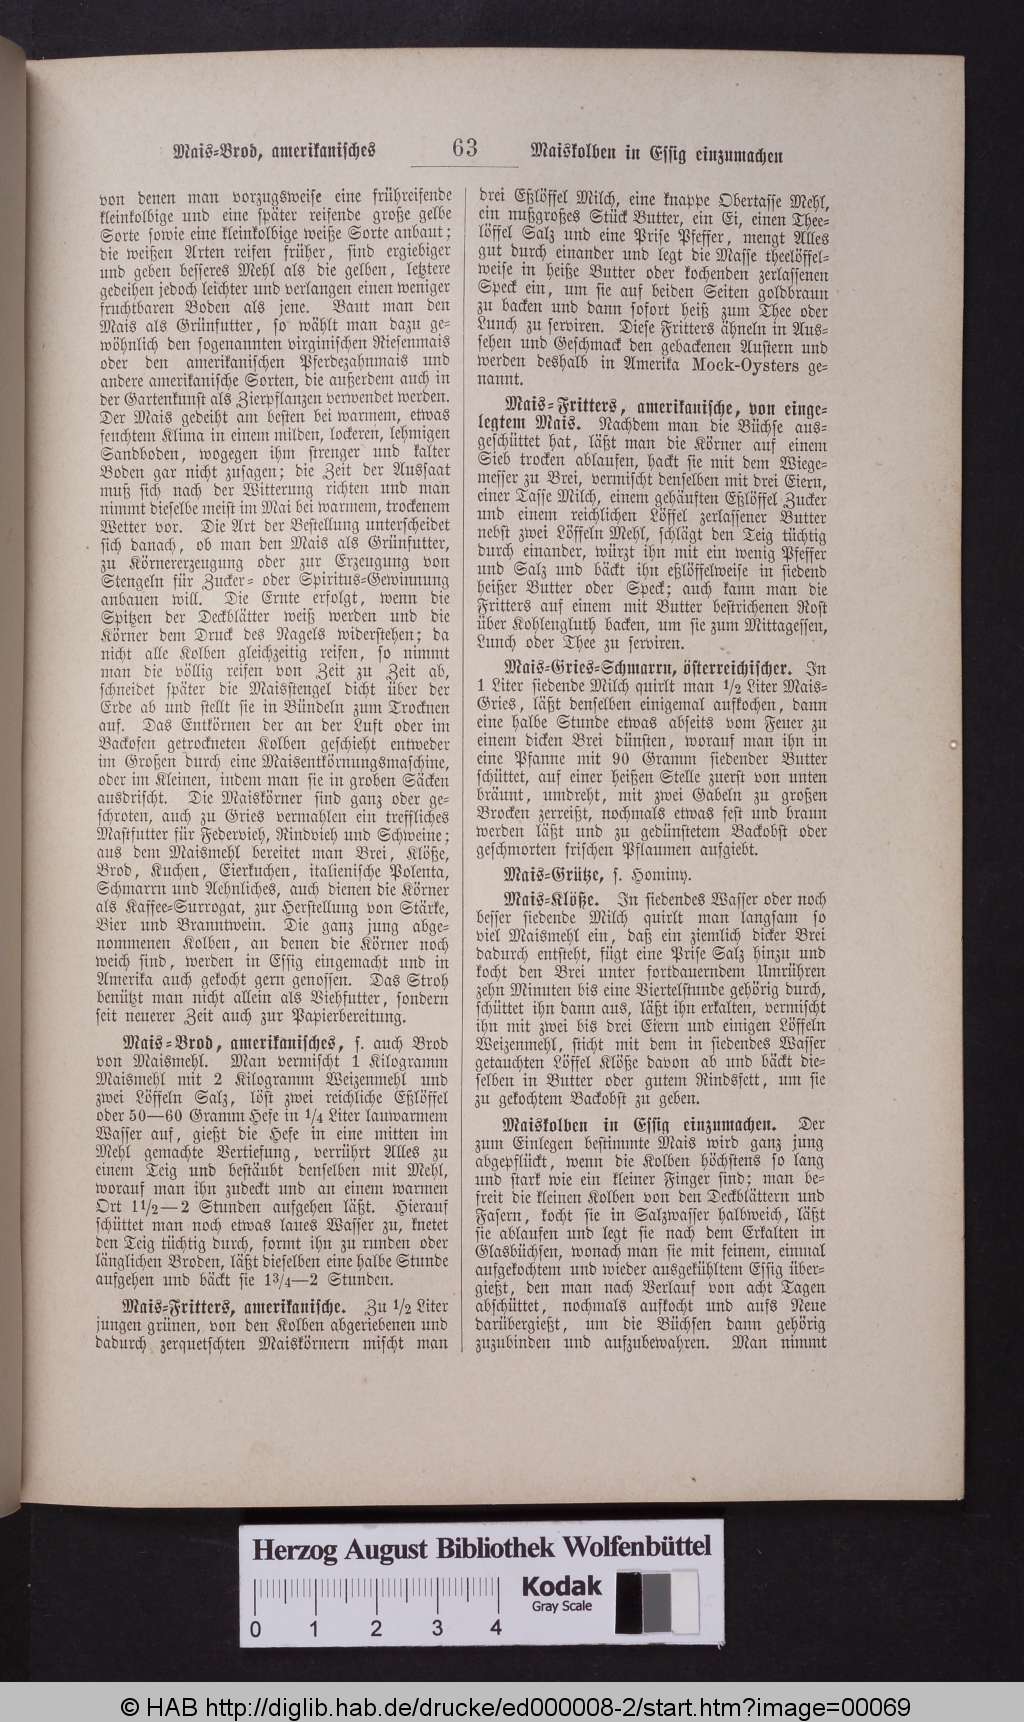 Mais-Brod, amerikanisches 63 Maiskolben in Essig einzumachen
von denen man vorzugsweise eine frühreifende
kleinkolbige und eine später reifende große gelbe
Sorte sowie eine kleinkolbige weiße Sorte anbaut;
die weißen Arten reifen früher, sind ergiebiger
und geben besseres Mehl als die gelben, letztere
gedeihen jedoch leichter und verlangen einen weniger
fruchtbaren Boden als jene. Baut man den
Mais als Grünfutter, so wählt man dazu ge-
wöhnlich den sogenannten virginischen Riesenmais
oder den amerikanischen Pferdezahnmais und
andere amerikanische Sorten, die außerdem auch in
der Gartenkunst als Zierpflanzen verwendet werden.
Der Mais gedeiht am besten bei warmem, etwas
feuchtem Klima in einem milden, lockeren, lehmigen
Sandboden, wogegen ihm strenger und kalter
Boden gar nicht zusagen; die Zeit der Aussaat
muß sich nach der Witterung richten und man
nimmt dieselbe meist im Mai bei warmem, trockenem
Wetter vor. Die Art der Bestellung unterscheidet
sich danach, ob man den Mais als Grünfutter,
zu Körnererzeugung oder zur Erzeugung von
Stengeln für Zucker- oder Spiritus-Gewinnung
anbauen will. Die Ernte erfolgt, wenn die
Spitzen der Deckblätter weiß werden und die
Körner dem Druck des Nagels widerstehen; da
nicht alle Kolben gleichzeitig reifen, so nimmt
man die völlig reifen von Zeit zu Zeit ab,
schneidet später die Maisstengel dicht über der
Erde ab und stellt sie in Bündeln zum Trocknen
auf. Das Entkörnen der an der Luft oder im
Backofen getrockneten Kolben geschieht entweder
im Großen durch eine Maisentkörnungsmaschine,
oder im Kleinen, indem man sie in groben Säcken
ausdrischt. Die Maiskörner sind ganz oder ge-
schroten, auch zu Gries vermahlen ein treffliches
Mastfutter für Federvieh, Rindvieh und Schweine;
aus dem Maismehl bereitet man Brei, Klöße,
Brod, Kuchen, Eierkuchen, italienische Polenta,
Schmarrn und Aehnliches, auch dienen die Körner
als Kaffee-Surrogat, zur Herstellung von Stärke,
Bier und Branntwein. Die ganz jung abge-
nommenen Kolben, an denen die Körner noch
weich sind, werden in Essig eingemacht und in
Amerika auch gekocht gern genossen. Das Stroh
benützt man nicht allein als Viehfutter, sondern
seit neuerer Zeit auch zur Papierbereitung.
Mais-Brod, amerikanisches, s. auch Brod
von Maismehl. Man vermischt 1 Kilogramm
Maismehl mit 2 Kilogramm Weizenmehl und
zwei Löffeln Salz, löst zwei reichliche Eßlöffel
oder 50—60 Gramm Hefe in 1/4 Liter lauwarmem
Wasser auf, gießt die Hefe in eine mitten im
Mehl gemachte Vertiefung, verrührt Alles zu
einem Teig und bestäubt denselben mit Mehl,
worauf man ihn zudeckt und an einem warmen
Ort 1 1/2—2 Stunden aufgehen läßt. Hierauf
schüttet man noch etwas laues Wasser zu, knetet
den Teig tüchtig durch, formt ihn zu runden oder
länglichen Broden, läßt dieselben eine halbe Stunde
aufgehen und bäckt sie 1 3/4—2 Stunden.
Mais-Fritters, amerikanische. Zu 1/2 Liter
jungen grünen, von den Kolben abgeriebenen und
dadurch zerquetschten Maiskörnern mischt man
drei Eßlöffel Milch, eine knappe Obertasse Mehl,
ein nußgroßes Stück Butter, ein Ei, einen Thee-
löffel Salz und eine Prise Pfeffer, mengt Alles
gut durch einander und legt die Masse theelöffel-
weise in heiße Butter oder kochenden zerlassenen
Speck ein, um sie auf beiden Seiten goldbraun
zu backen und dann sofort heiß zum Thee oder
Lunch zu serviren. Diese Fritters ähneln in Aus-
sehen und Geschmack den gebackenen Austern und
werden deshalb in Amerika Mock-Oysters ge-
nannt.
Mais-Fritters, amerikanische, von einge-
legtem Mais. Nachdem man die Büchse aus-
geschüttet hat, läßt man die Körner auf einem
Sieb trocken ablaufen, hackt sie mit dem Wiege-
messer zu Brei, vermischt denselben mit drei Eiern,
einer Tasse Milch, einem gehäuften Eßlöffel Zucker
und einem reichlichen Löffel zerlassener Butter
nebst zwei Löffeln Mehl, schlägt den Teig tüchtig
durch einander, würzt ihn mit ein wenig Pfeffer
und Salz und bäckt ihn eßlöffelweise in siedend
heißer Butter oder Speck; auch kann man die
Fritters auf einem mit Butter bestrichenen Rost
über Kohlengluth backen, um sie zum Mittagessen,
Lunch oder Thee zu serviren.
Mais-Gries-Schmarrn, österreichischer. In
1 Liter siedende Milch quirlt man 1/2 Liter Mais-
Gries, läßt denselben einigemal aufkochen, dann
eine halbe Stunde etwas abseits vom Feuer zu
einem dicken Brei dünsten, worauf man ihn in
eine Pfanne mit 90 Gramm siedender Butter
schüttet, auf einer heißen Stelle zuerst von unten
bräunt, umdreht, mit zwei Gabeln zu großen
Brocken zerreißt, nochmals etwas fest und braun
werden läßt und zu gedünstetem Backobst oder
geschmorten frischen Pflaumen aufgiebt.
Mais-Grütze, s. Hominy.
Mais-Klöße. In siedendes Wasser oder noch
besser siedende Milch quirlt man langsam so
viel Maismehl ein, daß ein ziemlich dicker Brei
dadurch entsteht, fügt eine Prise Salz hinzu und
kocht den Brei unter fortdauerndem Umrühren
zehn Minuten bis eine Viertelstunde gehörig durch,
schüttet ihn dann aus, läßt ihn erkalten, vermischt
ihn mit zwei bis drei Eiern und einigen Löffeln
Weizenmehl, sticht mit dem in siedendes Wasser
getauchten Löffel Klöße davon ab und bäckt die-
selben in Butter oder gutem Rindsfett, um sie
zu gekochtem Backobst zu geben.
Maiskolben in Essig einzumachen. Der
zum Einlegen bestimmte Mais wird ganz jung
abgepflückt, wenn die Kolben höchstens so lang
und stark wie ein kleiner Finger sind; man be-
freit die kleinen Kolben von den Deckblättern und
Fasern, kocht sie in Salzwasser halbweich, läßt
sie ablaufen und legt sie nach dem Erkalten in
Glasbüchsen, wonach man sie mit feinem, einmal
aufgekochtem und wieder ausgekühltem Essig über-
gießt, den man nach Verlauf von acht Tagen
abschüttet, nochmals aufkocht und aufs Neue
darübergießt, um die Büchsen dann gehörig
zuzubinden und aufzubewahren. Man nimmt
Herzog August Bibliothek Wolfenbüttel
Kodak
Gray Scale
0 1 2 3 4
© HAB http://diglib.hab.de/drucke/ed000008-2/start.htm?image=00069